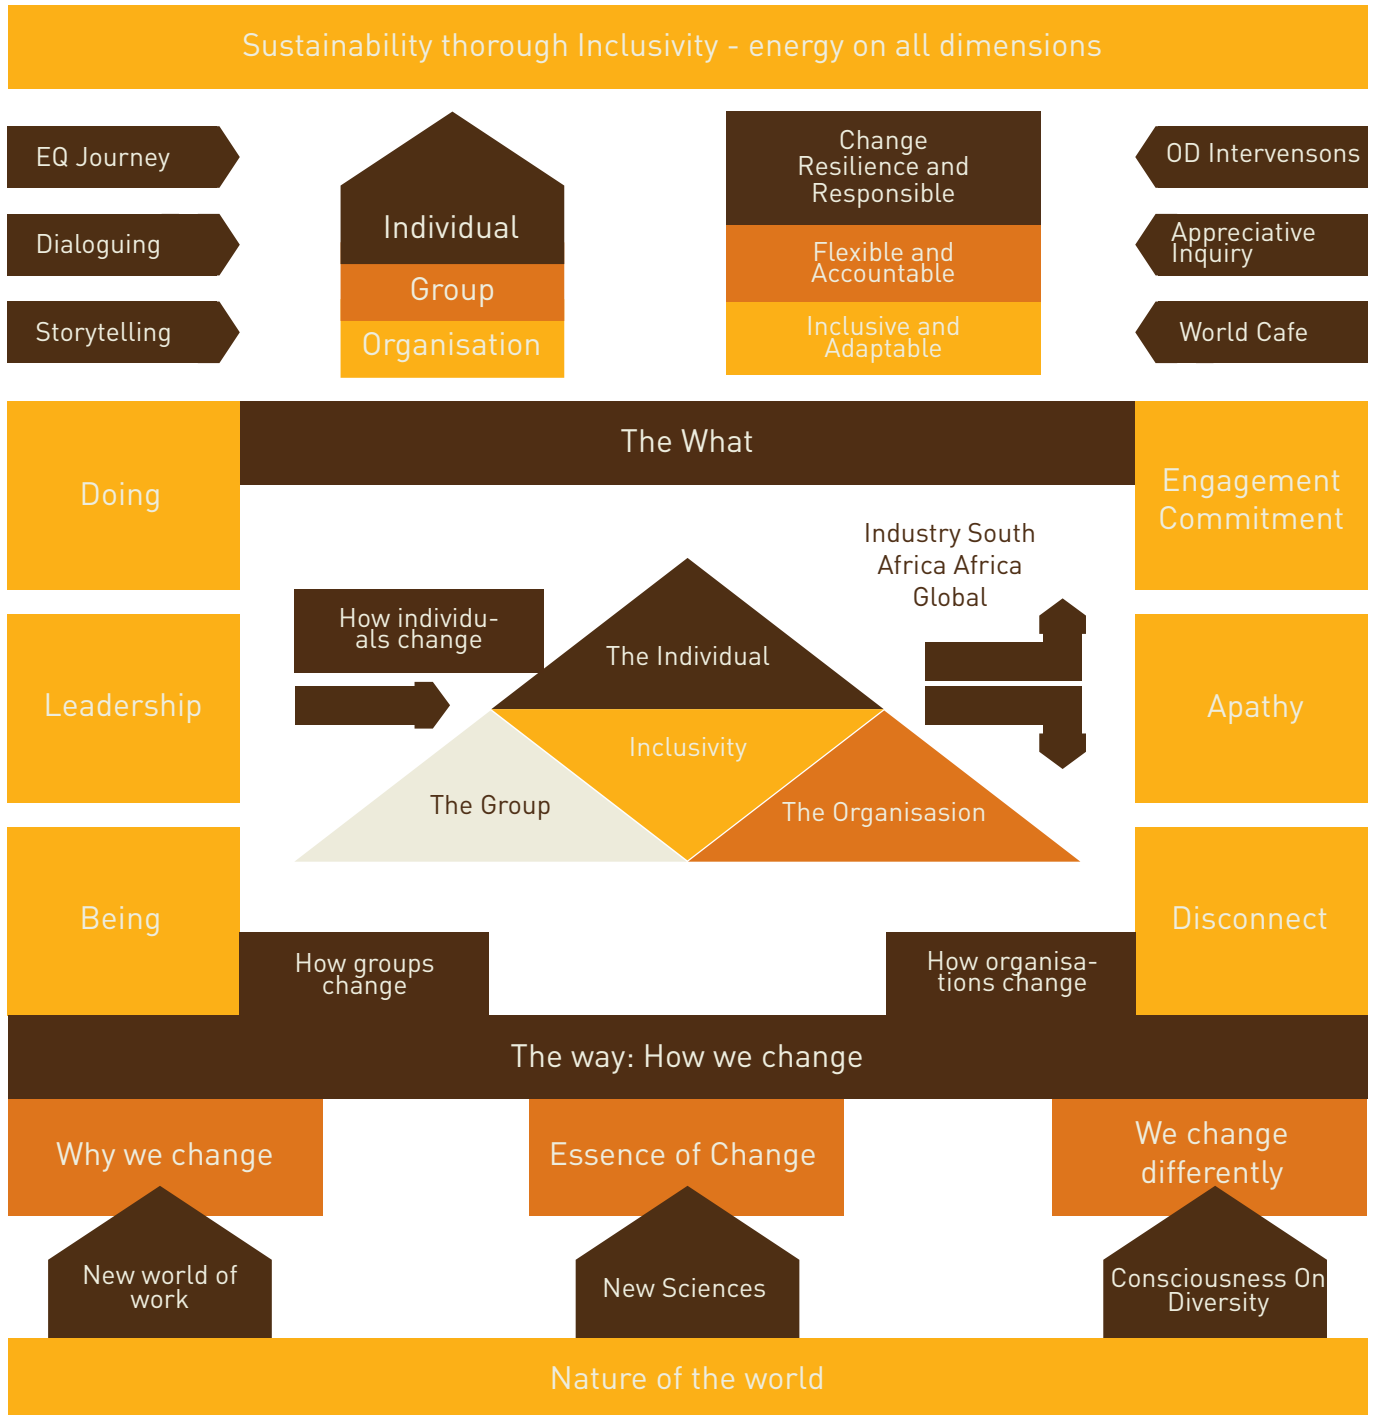 Sustainability thorough Inclusivity - energy on all dimensions
EQ Journey
Dialoguing
Storytelling
Individual
Group
Organisation
Change
Resilience and
Responsible
Flexible and
Accountable
Inclusive and
Adaptable
OD Intervensons
Appreciative
Inquiry
World Cafe
The What
Doing
Leadership
Being
Engagement
Commitment
Apathy
Disconnect
How individu-
als change
Industry South
Africa Africa
Global
The Individual
Inclusivity
The Group
The Organisasion
How groups
change
How organisa-
tions change
The way: How we change
Why we change
Essence of Change
We change
differently
New world of
work
New Sciences
Consciousness On
Diversity
Nature of the world